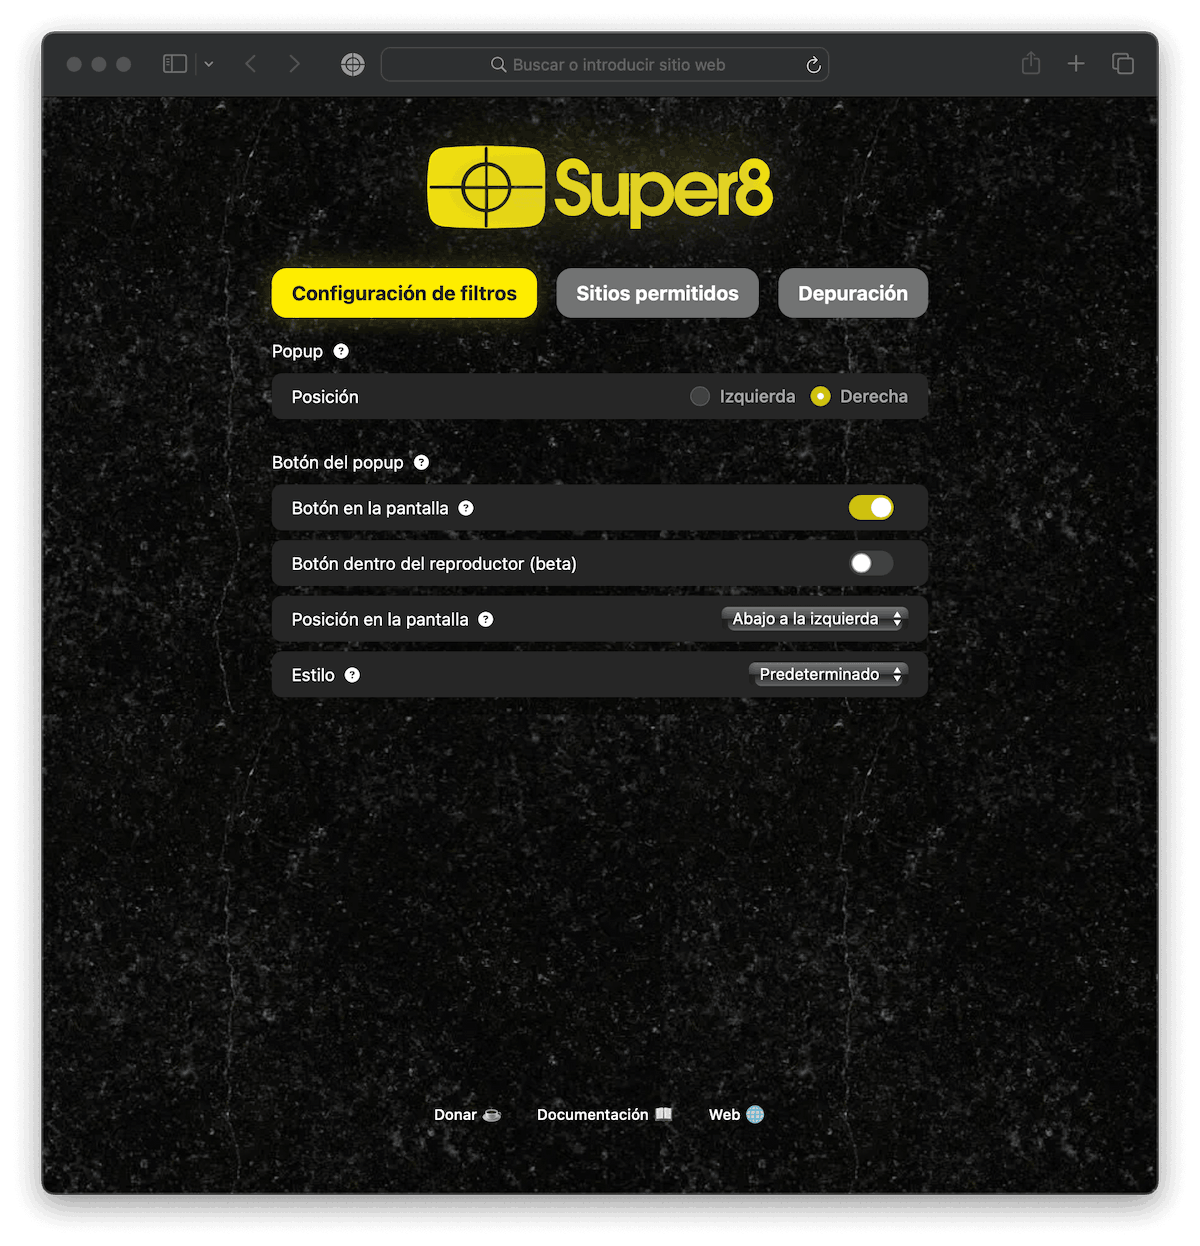 Buscar o introducir sitio web
Super8
Configuración de filtros
Sitios permitidos
Depuración
Popup ?
Posición
Izquierda
Derecha
Botón del popup ?
Botón en la pantalla ?
Botón dentro del reproductor (beta)
Posición en la pantalla ?
Abajo a la izquierda
Estilo ?
Predeterminado
Donar
Documentación
Web